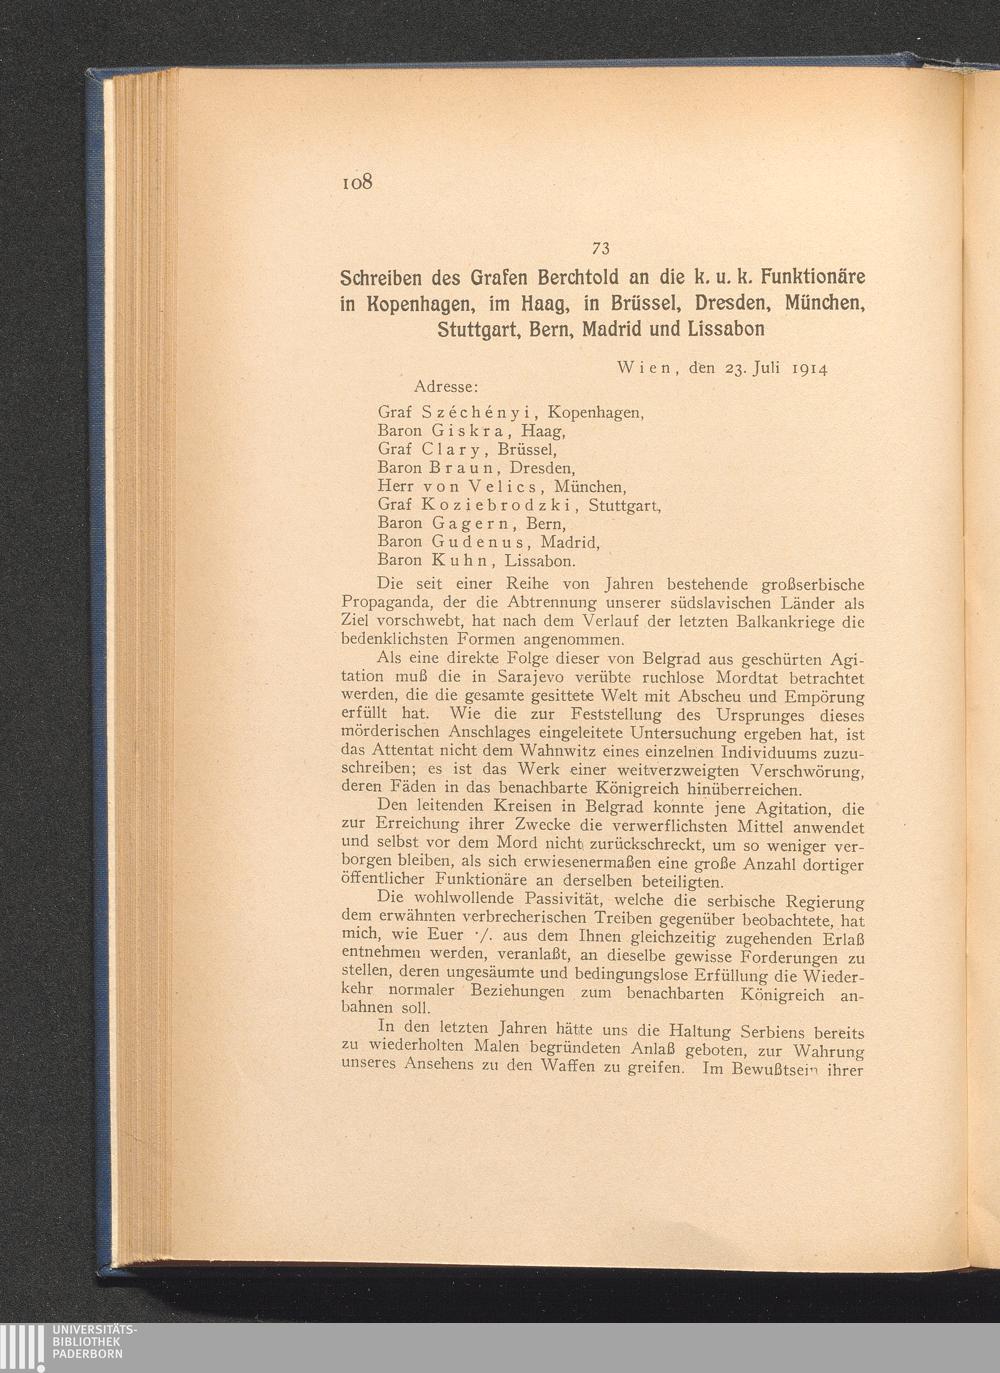 108
73
Schreiben des Grafen Berchtold an die k. u. k. Funktionäre
in Kopenhagen, im Haag, in Brüssel, Dresden, München,
Stuttgart, Bern, Madrid und Lissabon
Wien, den 23. Juli 1914
Adresse:
Graf Széchényi, Kopenhagen,
Baron Giskra, Haag,
Graf Clary, Brüssel,
Baron Braun, Dresden,
Herr von Velics, München,
Graf Koziebrodzki, Stuttgart,
Baron Gagern, Bern,
Baron Gudenus, Madrid,
Baron Kuhn, Lissabon.
Die seit einer Reihe von Jahren bestehende großserbische
Propaganda, der die Abtrennung unserer südslavischen Länder als
Ziel vorschwebt, hat nach dem Verlauf der letzten Balkankriege die
bedenklichsten Formen angenommen.
Als eine direkte Folge dieser von Belgrad aus geschürten Agi-
tation muß die in Sarajevo verübte ruchlose Mordtat betrachtet
werden, die die gesamte gesittete Welt mit Abscheu und Empörung
erfüllt hat. Wie die zur Feststellung des Ursprunges dieses
mörderischen Anschlages eingeleitete Untersuchung ergeben hat, ist
das Attentat nicht dem Wahnwitz eines einzelnen Individuums zuzu-
schreiben; es ist das Werk einer weitverzweigten Verschwörung,
deren Fäden in das benachbarte Königreich hinüberreichen.
Den leitenden Kreisen in Belgrad konnte jene Agitation, die
zur Erreichung ihrer Zwecke die verwerflichsten Mittel anwendet
und selbst vor dem Mord nicht zurückschreckt, um so weniger ver-
borgen bleiben, als sich erwiesenermaßen eine große Anzahl dortiger
öffentlicher Funktionäre an derselben beteiligten.
Die wohlwollende Passivität, welche die serbische Regierung
dem erwähnten verbrecherischen Treiben gegenüber beobachtete, hat
mich, wie Euer ·/. aus dem Ihnen gleichzeitig zugehenden Erlaß
entnehmen werden, veranlaßt, an dieselbe gewisse Forderungen zu
stellen, deren ungesäumte und bedingungslose Erfüllung die Wieder-
kehr normaler Beziehungen zum benachbarten Königreich an-
bahnen soll.
In den letzten Jahren hätte uns die Haltung Serbiens bereits
zu wiederholten Malen begründeten Anlaß geboten, zur Wahrung
unseres Ansehens zu den Waffen zu greifen. Im Bewußtsein ihrer
UNIVERSITÄTS-
BIBLIOTHEK
PADERBORN